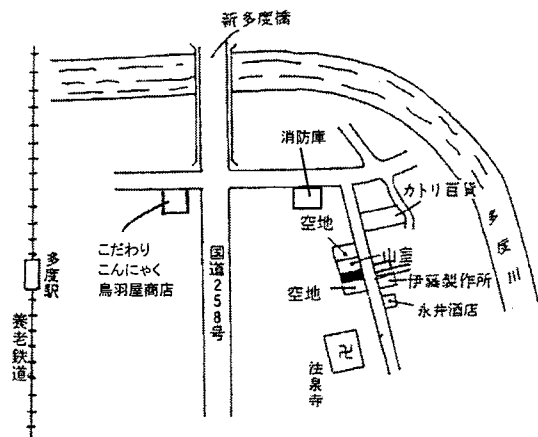 新多度橋
消防庫
カトリ百貨
多度川
空地
山室
伊藤製作所
空地
永井酒店
こだわり
こんにゃく
鳥羽屋商店
国道258号
多度駅
養老鉄道
法泉寺
卍